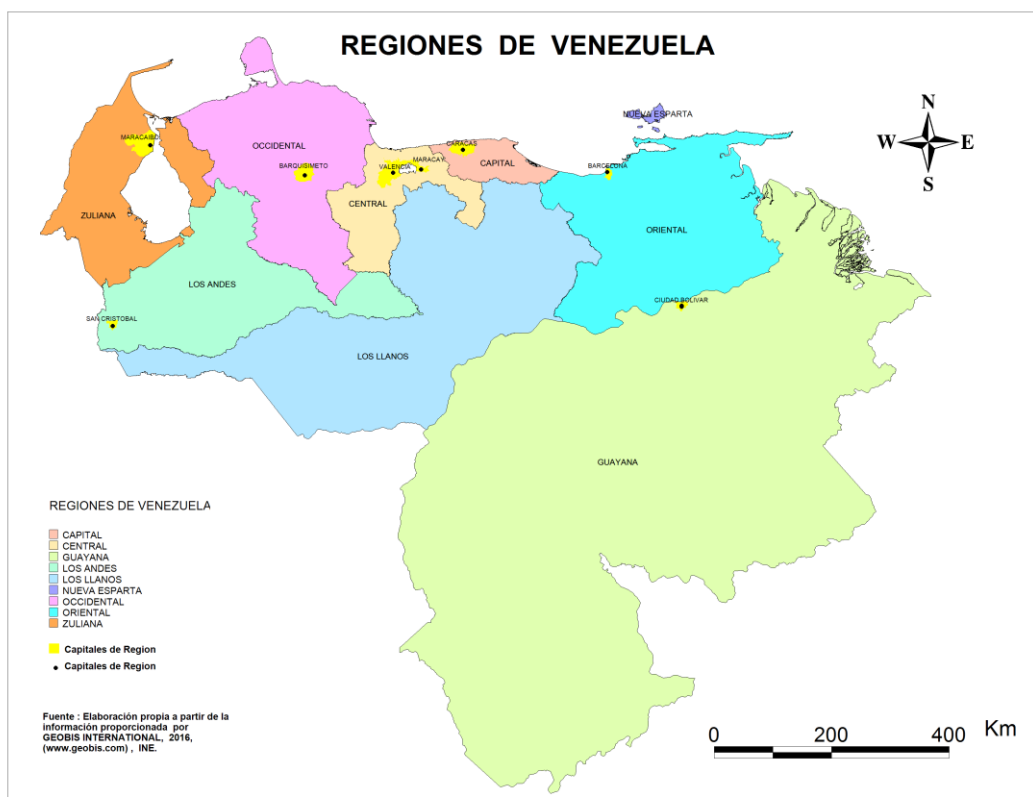 REGIONES DE VENEZUELA
N
W E
S
NUEVA ESPARTA
MARACAIBO
CARACAS
OCCIDENTAL
CAPITAL
MARACAY
BARQUISIMETO
VALENCIA
BARCELONA
CENTRAL
ZULIANA
ORIENTAL
LOS ANDES
CIUDAD BOLIVAR
SAN CRISTOBAL
LOS LLANOS
GUAYANA
REGIONES DE VENEZUELA
CAPITAL
CENTRAL
GUAYANA
LOS ANDES
LOS LLANOS
NUEVA ESPARTA
OCCIDENTAL
ORIENTAL
ZULIANA
Capitales de Region
Capitales de Region
Fuente : Elaboración propia a partir de la
información proporcionada por
GEOBIS INTERNATIONAL, 2016,
(www.geobis.com) , INE.
0 200 400 Km